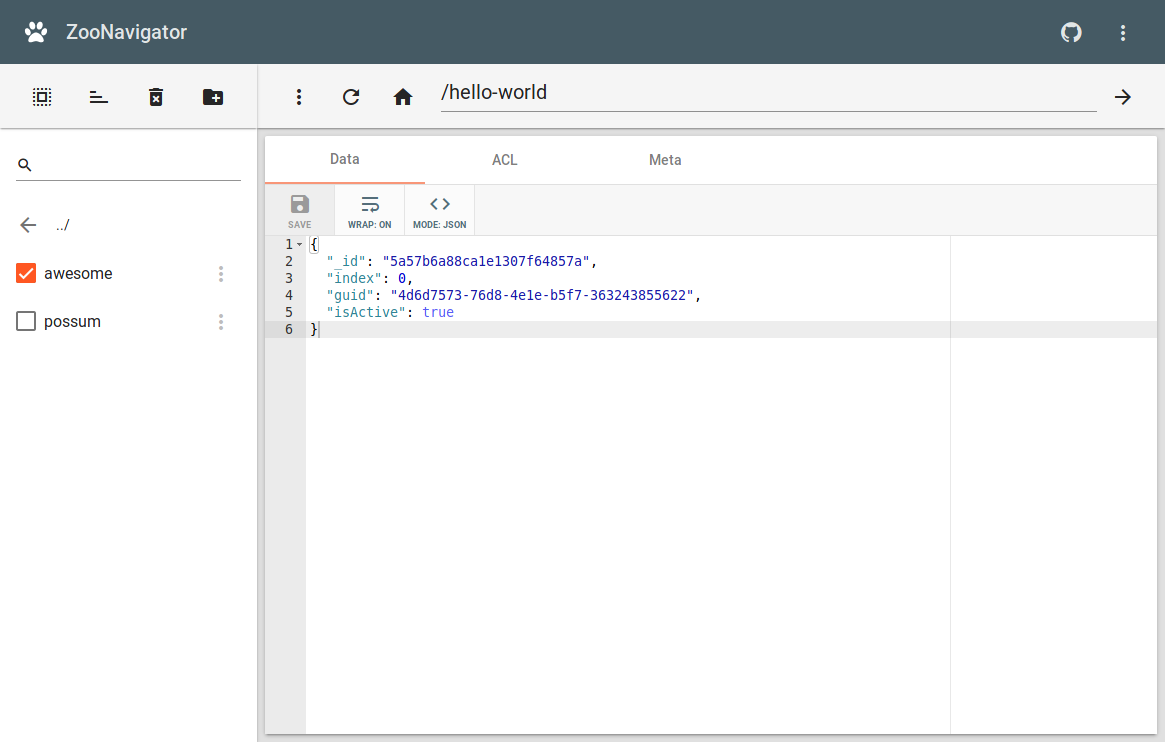 ZooNavigator
/hello-world
../
awesome
possum
Data ACL Meta
SAVE WRAP: ON MODE: JSON
1 {
2 "_id": "5a57b6a88ca1e1307f64857a",
3 "index": 0,
4 "guid": "4d6d7573-76d8-4e1e-b5f7-363243855622",
5 "isActive": true
6 }